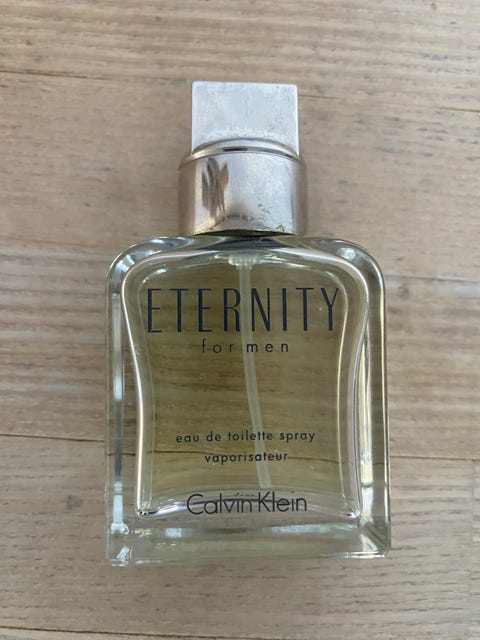 ETERNITY
for men
eau de toilette spray
vaporisateur
Calvin Klein